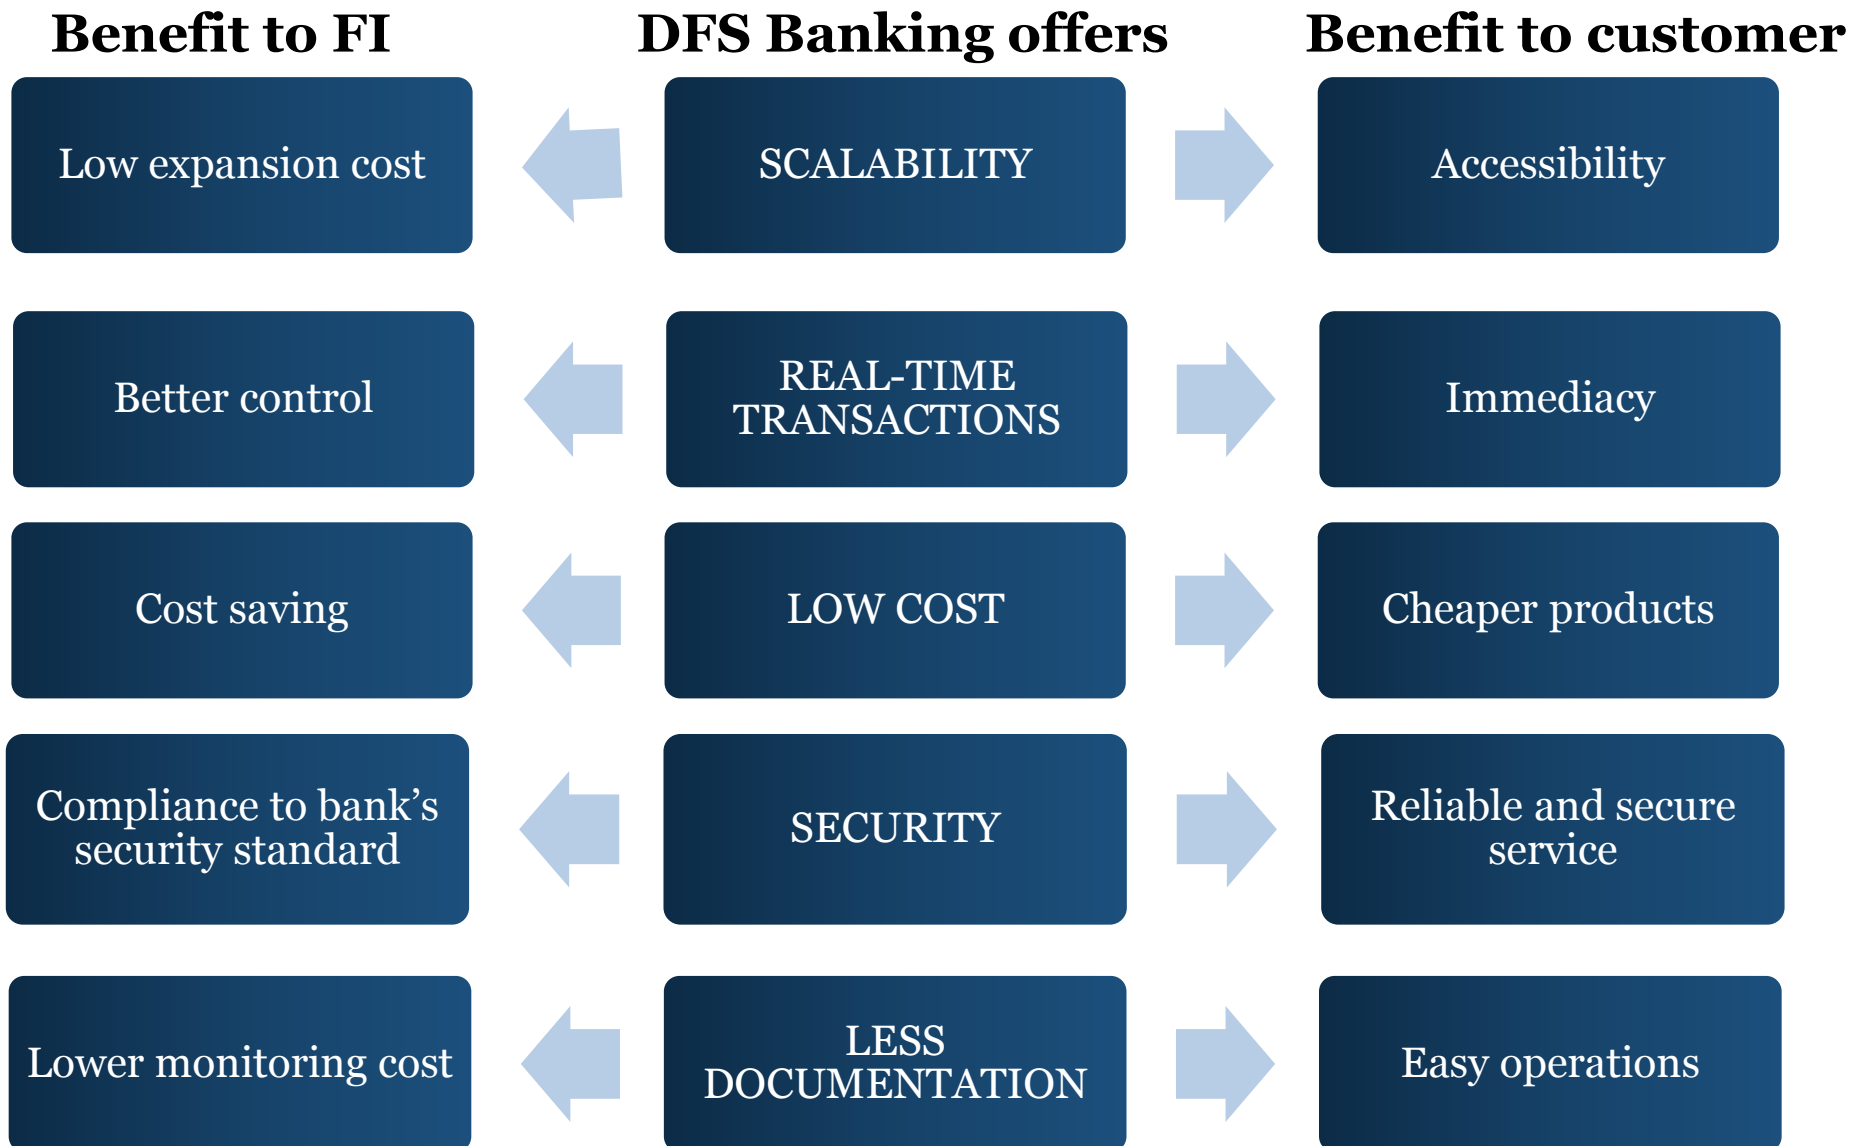 Benefit to FI
DFS Banking offers
Benefit to customer
Low expansion cost
SCALABILITY
Accessibility
Better control
REAL-TIME
TRANSACTIONS
Immediacy
Cost saving
LOW COST
Cheaper products
Compliance to bank’s
security standard
SECURITY
Reliable and secure
service
Lower monitoring cost
LESS
DOCUMENTATION
Easy operations